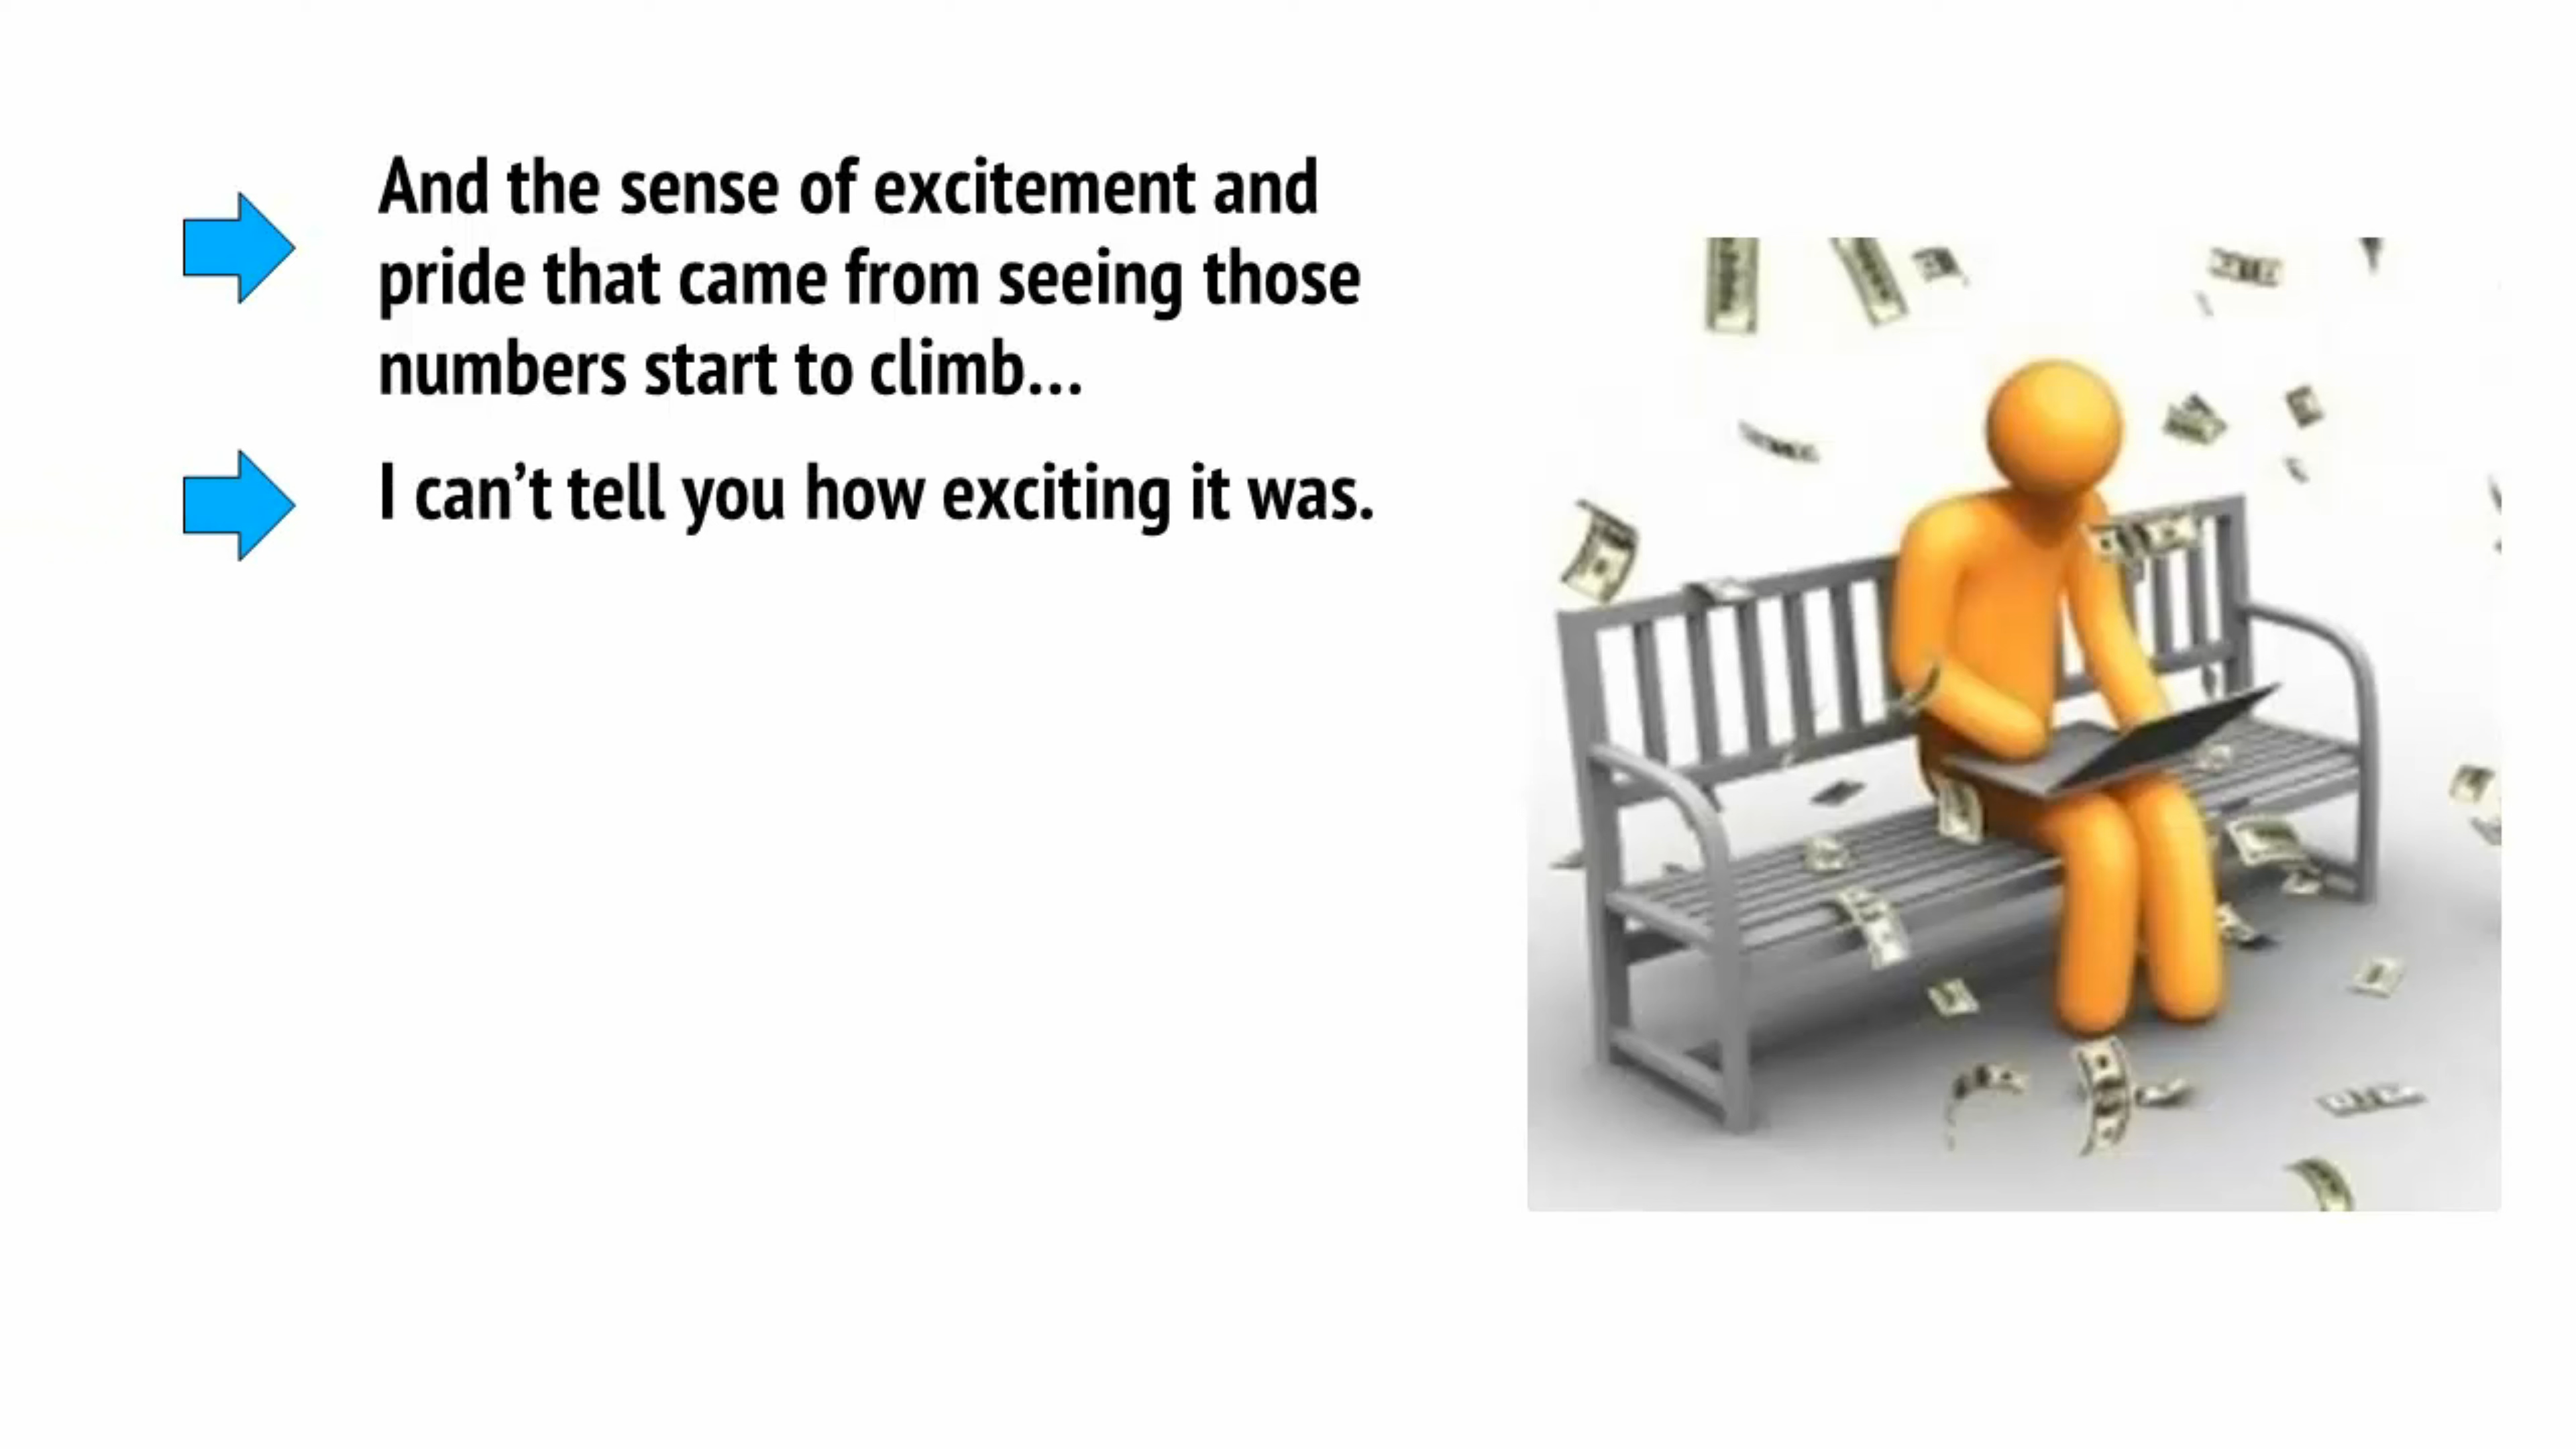 And the sense of excitement and
pride that came from seeing those
numbers start to climb...
I can't tell you how exciting it was.